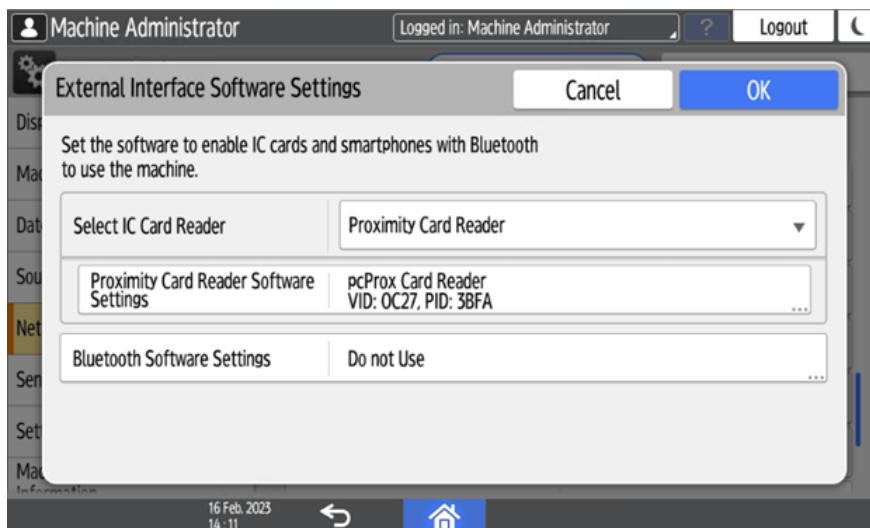 Machine Administrator
Logged in: Machine Administrator
?
Logout
External Interface Software Settings
Cancel
OK
Set the software to enable IC cards and smartphones with Bluetooth
to use the machine.
Select IC Card Reader
Proximity Card Reader
Proximity Card Reader Software
Settings
pcProx Card Reader
VID: 0C27, PID: 3BFA
...
Bluetooth Software Settings
Do not Use
...
16 Feb. 2023
14:11